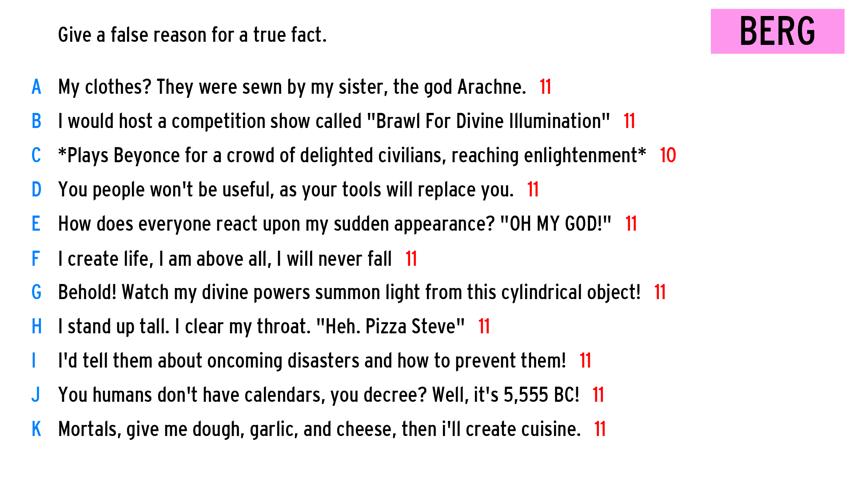 Give a false reason for a true fact.
BERG
A My clothes? They were sewn by my sister, the god Arachne. 11
B I would host a competition show called "Brawl For Divine Illumination" 11
C *Plays Beyonce for a crowd of delighted civilians, reaching enlightenment* 10
D You people won't be useful, as your tools will replace you. 11
E How does everyone react upon my sudden appearance? "OH MY GOD!" 11
F I create life, I am above all, I will never fall 11
G Behold! Watch my divine powers summon light from this cylindrical object! 11
H I stand up tall. I clear my throat. "Heh. Pizza Steve" 11
I I'd tell them about oncoming disasters and how to prevent them! 11
J You humans don't have calendars, you decree? Well, it's 5,555 BC! 11
K Mortals, give me dough, garlic, and cheese, then i'll create cuisine. 11